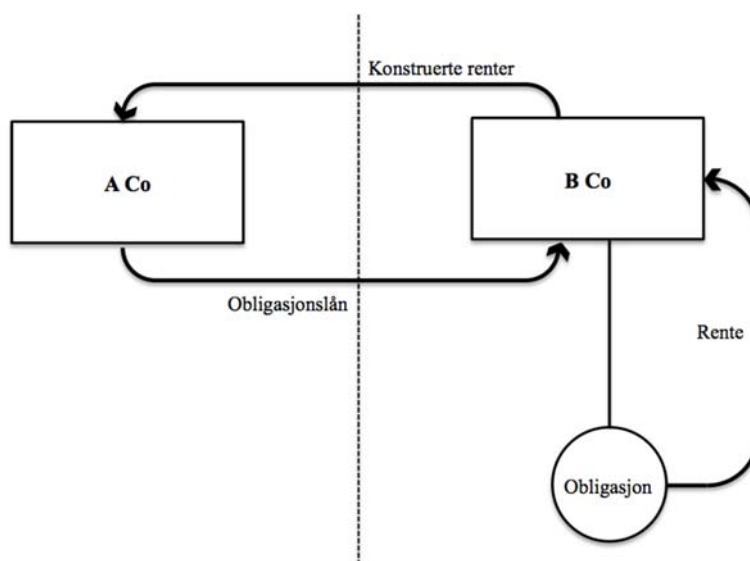 Konstruerte renter
A Co
B Co
Obligasjonslån
Rente
Obligasjon